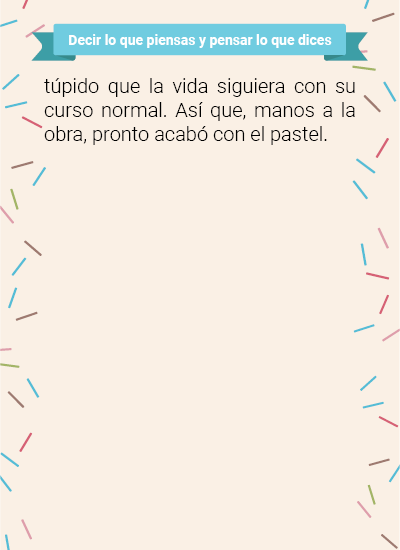 Decir lo que piensas y pensar lo que dices
túpido que la vida siguiera con su
curso normal. Así que, manos a la
obra, pronto acabó con el pastel.